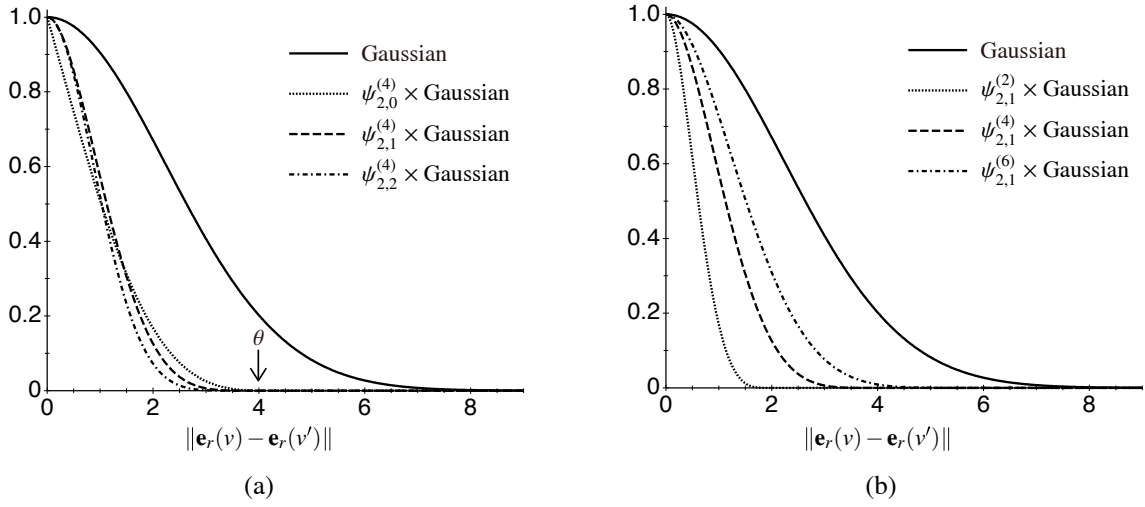 1.0
0.8
0.6
0.4
0.2
0
0 2 4 6 8
Gaussian
ψ_{2,0}^{(4)} × Gaussian
ψ_{2,1}^{(4)} × Gaussian
ψ_{2,2}^{(4)} × Gaussian
θ
‖e_r(v) − e_r(v′)‖
(a)
1.0
0.8
0.6
0.4
0.2
0
0 2 4 6 8
Gaussian
ψ_{2,1}^{(2)} × Gaussian
ψ_{2,1}^{(4)} × Gaussian
ψ_{2,1}^{(6)} × Gaussian
‖e_r(v) − e_r(v′)‖
(b)